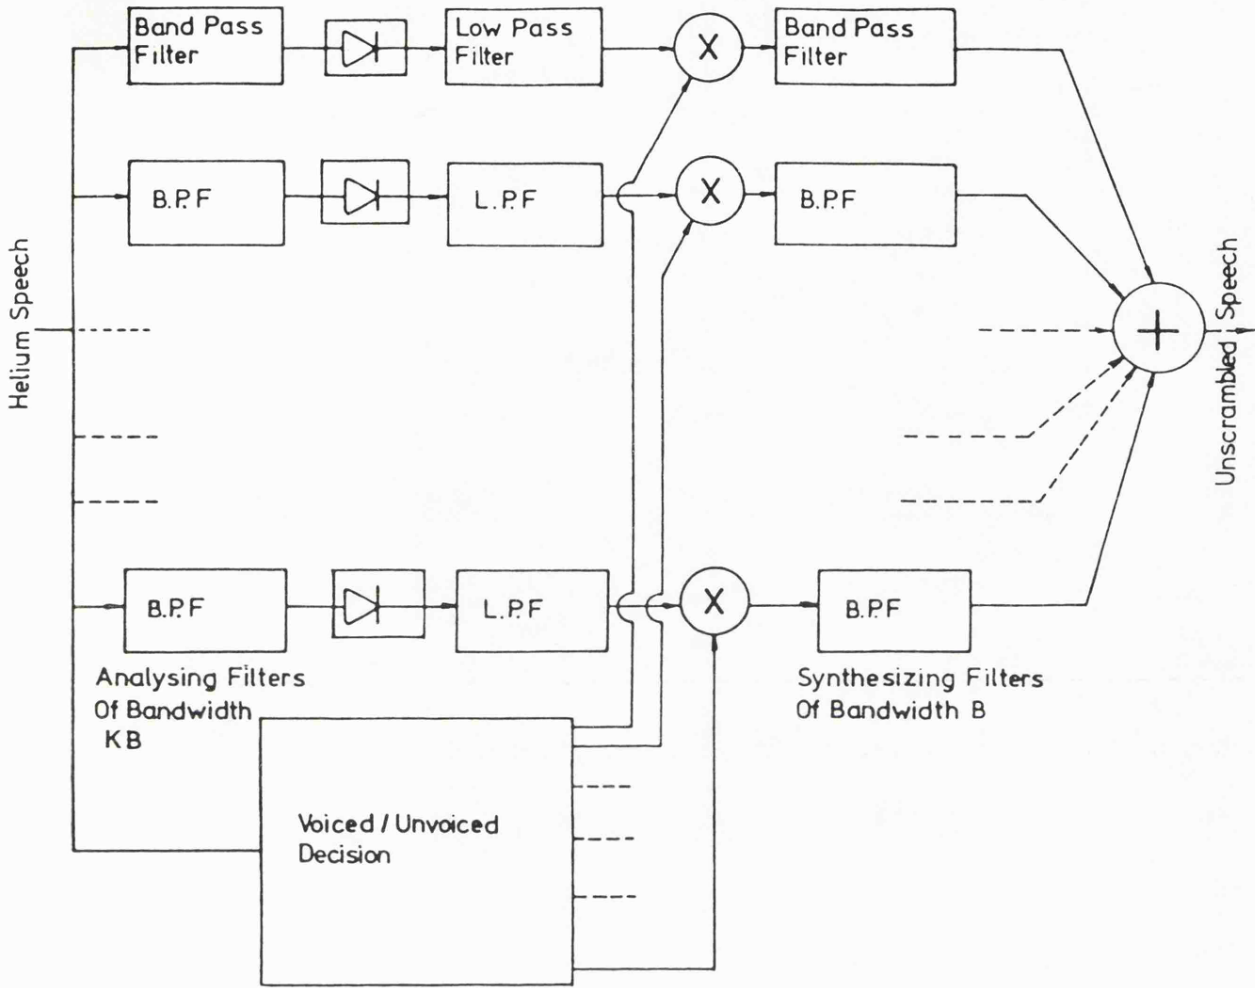 Band Pass
Filter
Low Pass
Filter
X
Band Pass
Filter
B.P.F
L.P.F
X
B.P.F
Helium Speech
+
Unscrambled Speech
B.P.F
L.P.F
X
B.P.F
Analysing Filters
Of Bandwidth
KB
Synthesizing Filters
Of Bandwidth B
Voiced / Unvoiced
Decision